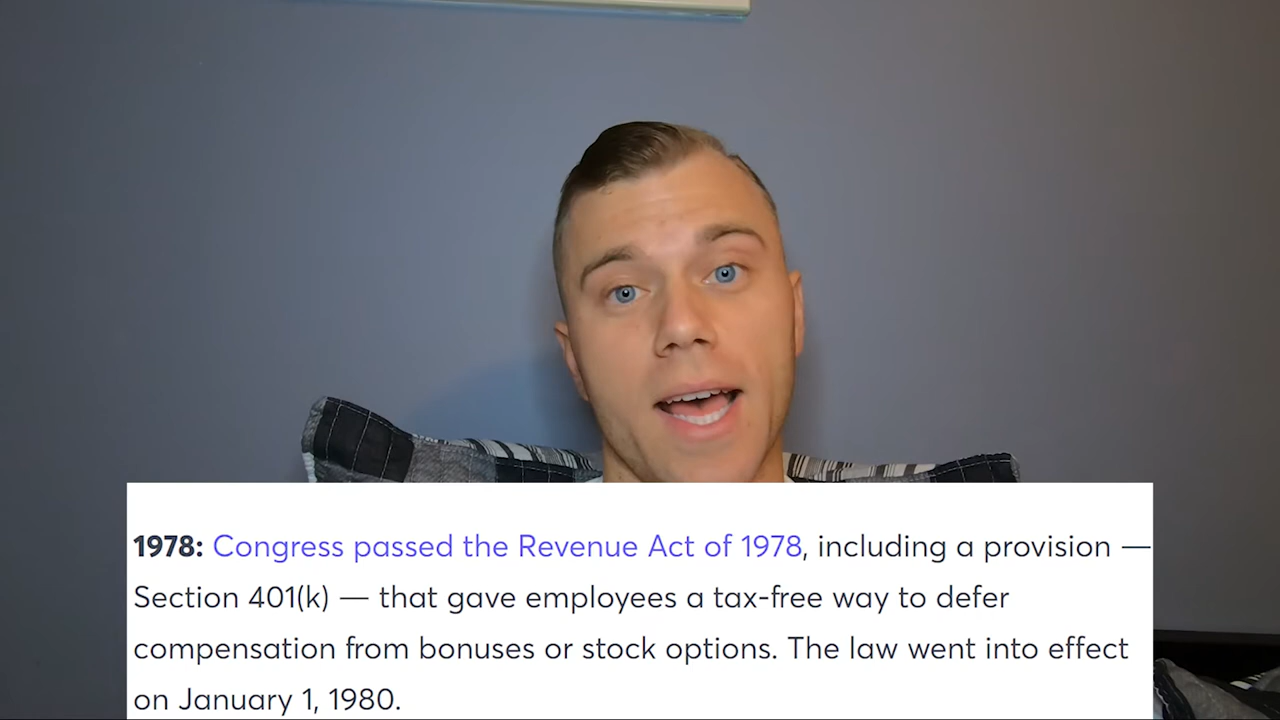 1978: Congress passed the Revenue Act of 1978, including a provision —
Section 401(k) — that gave employees a tax-free way to defer
compensation from bonuses or stock options. The law went into effect
on January 1, 1980.